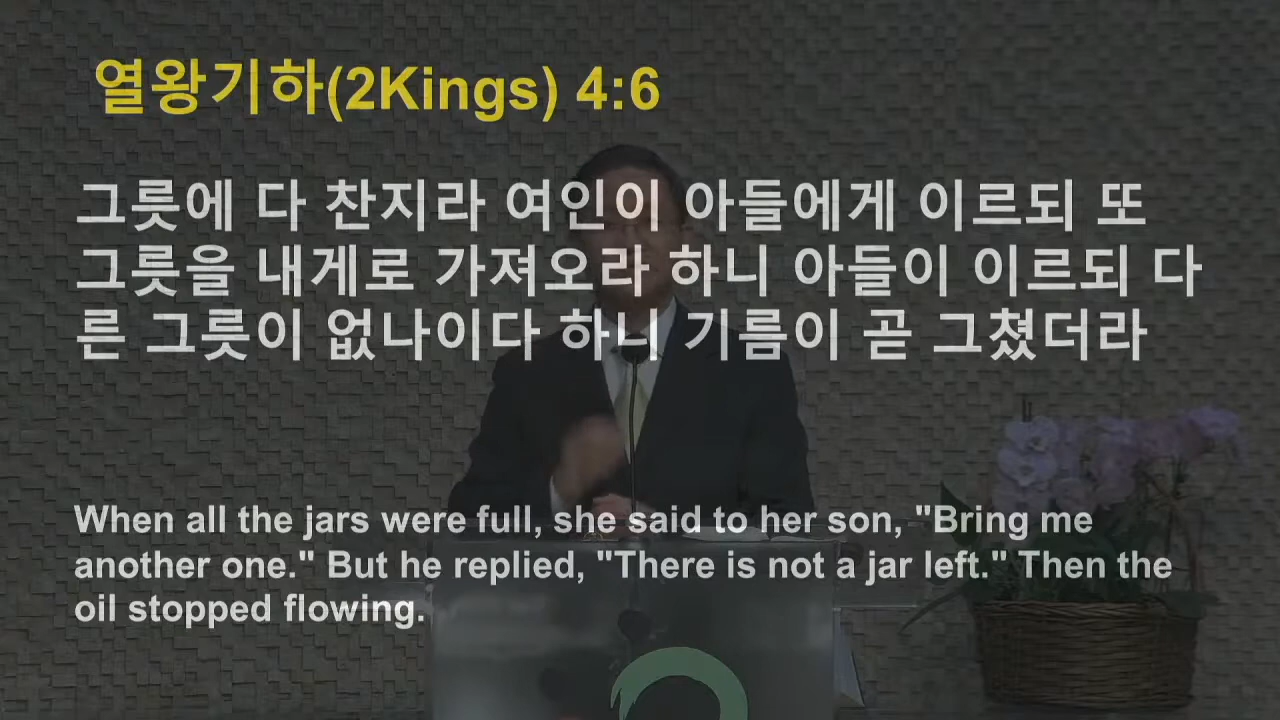 열왕기하(2Kings) 4:6
그릇에 다 찬지라 여인이 아들에게 이르되 또
그릇을 내게로 가져오라 하니 아들이 이르되 다
른 그릇이 없나이다 하니 기름이 곧 그쳤더라
When all the jars were full, she said to her son, "Bring me
another one." But he replied, "There is not a jar left." Then the
oil stopped flowing.